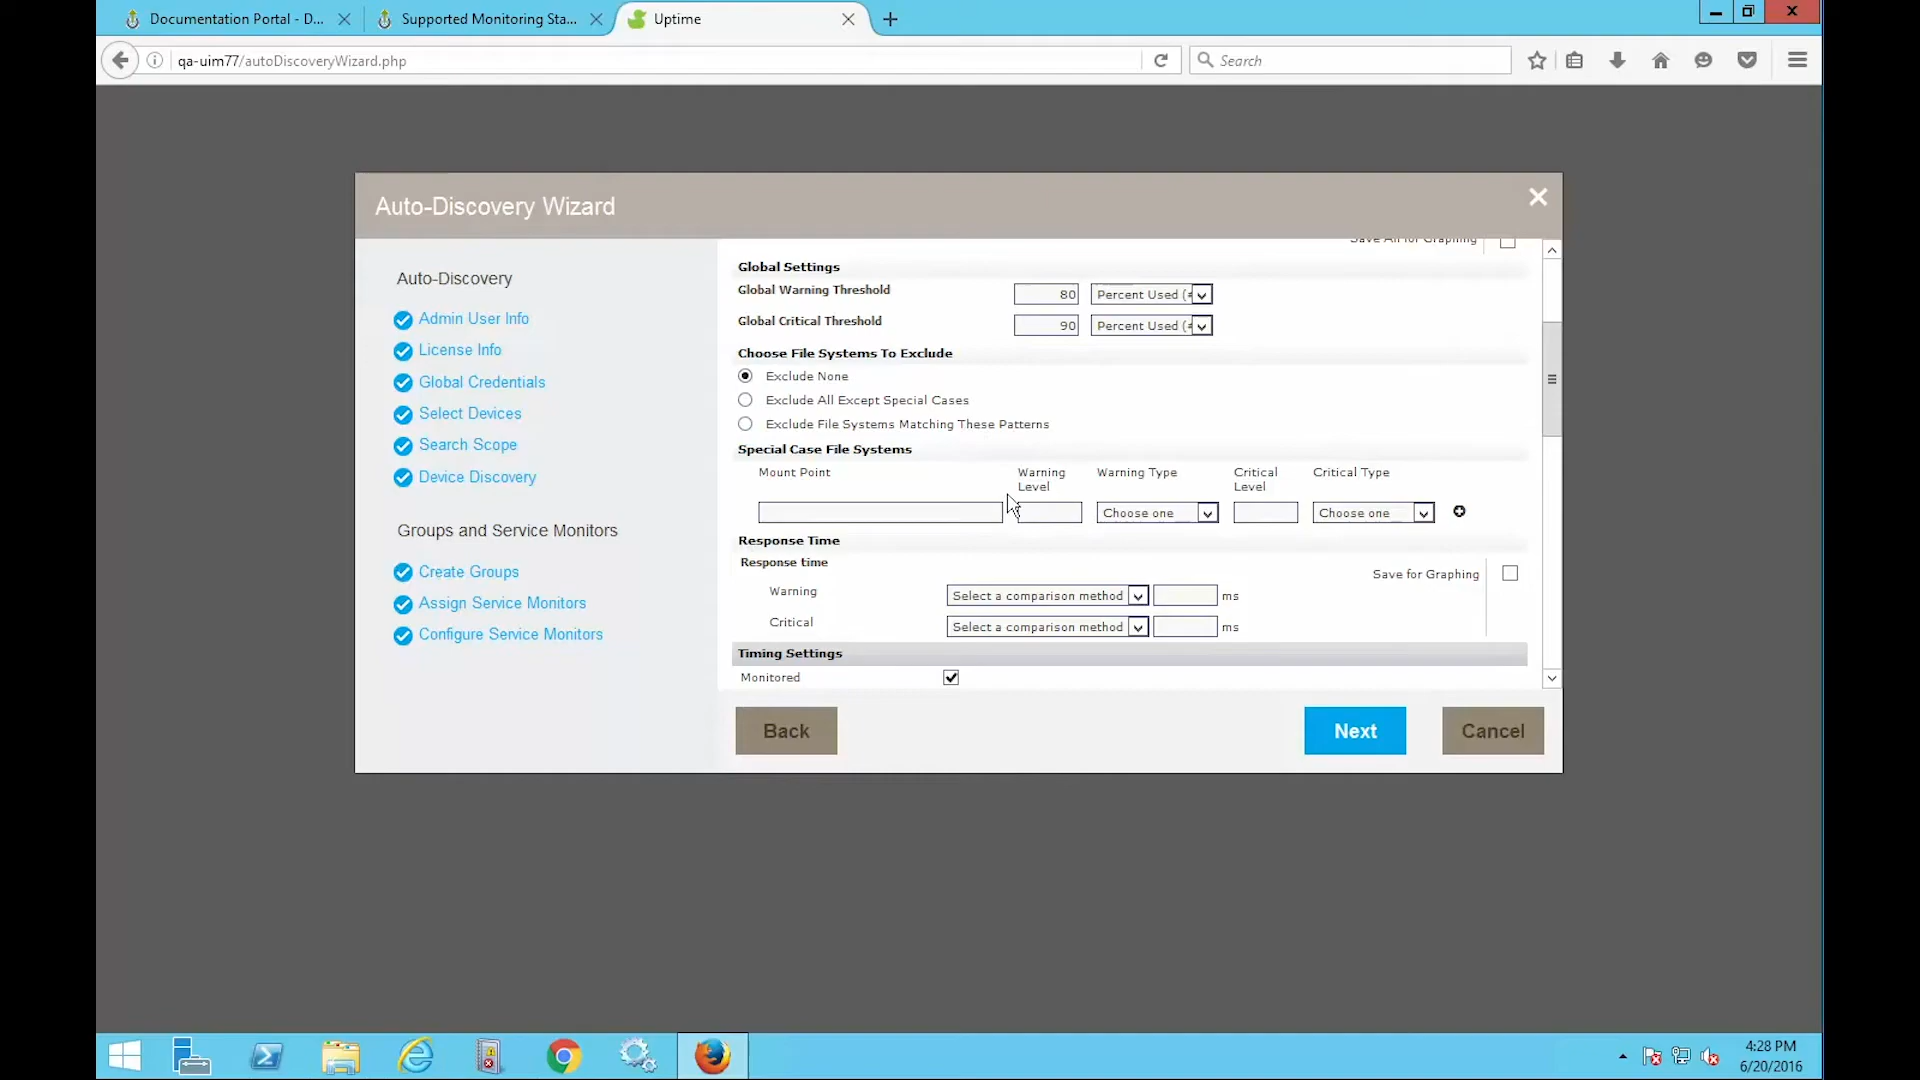 Documentation Portal - D...
Supported Monitoring Sta...
Uptime
qa-uim77/autoDiscoveryWizard.php
Search
Auto-Discovery Wizard
Auto-Discovery
Admin User Info
License Info
Global Credentials
Select Devices
Search Scope
Device Discovery
Groups and Service Monitors
Create Groups
Assign Service Monitors
Configure Service Monitors
Save All for Graphing
Global Settings
Global Warning Threshold 80 Percent Used (
Global Critical Threshold 90 Percent Used (
Choose File Systems To Exclude
Exclude None
Exclude All Except Special Cases
Exclude File Systems Matching These Patterns
Special Case File Systems
Mount Point Warning Level Warning Type Critical Level Critical Type
Choose one Choose one
Response Time
Response time
Save for Graphing
Warning Select a comparison method ms
Critical Select a comparison method ms
Timing Settings
Monitored
Back Next Cancel
4:28 PM
6/20/2016